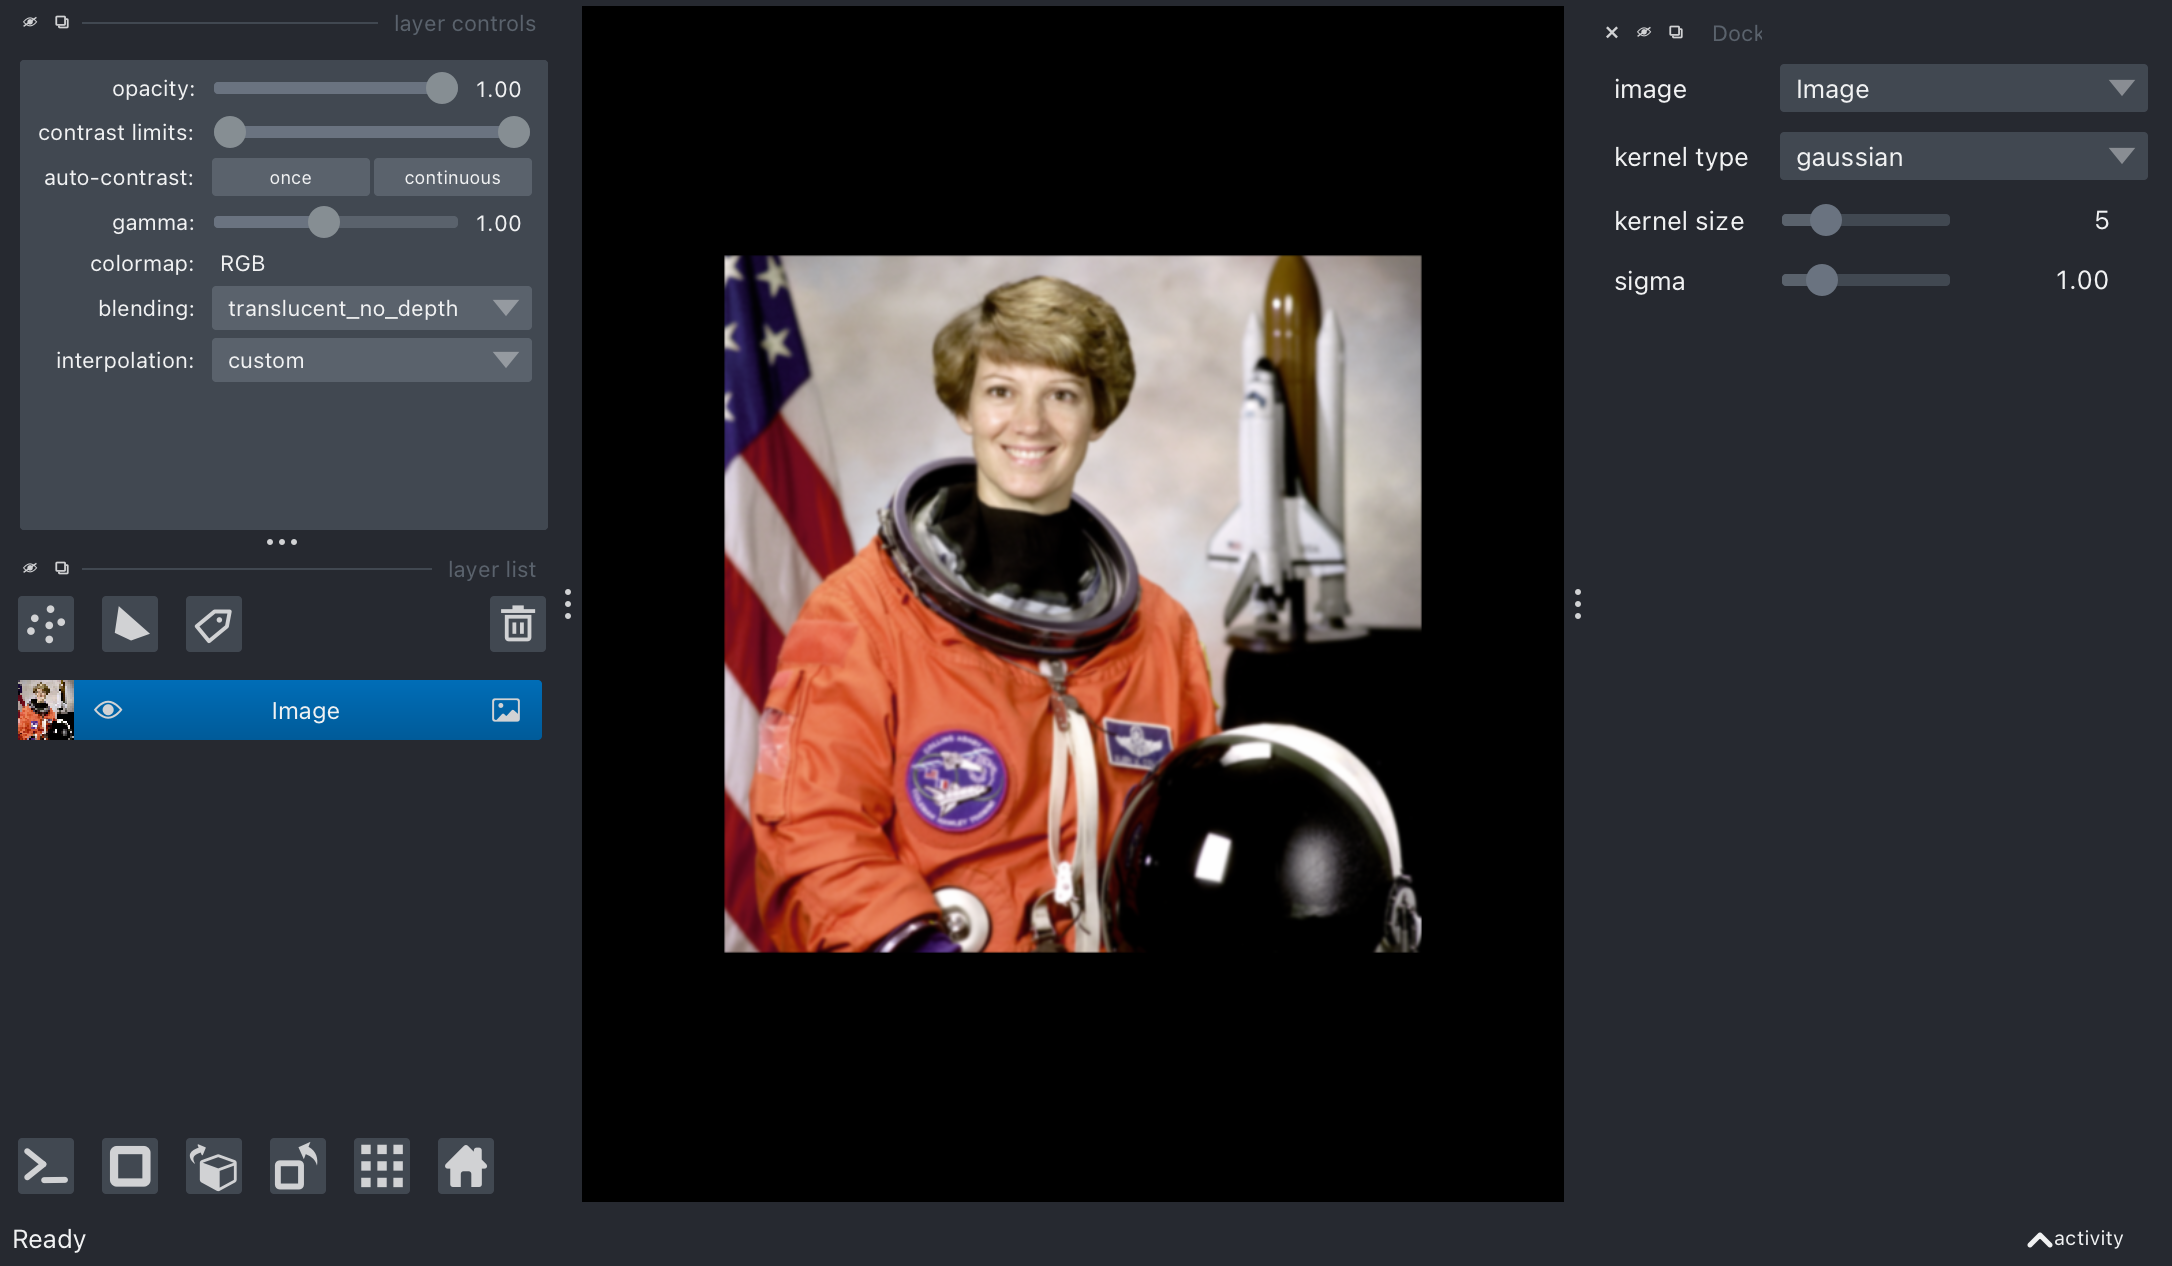 layer controls
opacity: 1.00
contrast limits:
auto-contrast: once continuous
gamma: 1.00
colormap: RGB
blending: translucent_no_depth
interpolation: custom
layer list
Image
Ready
Dock
image Image
kernel type gaussian
kernel size 5
sigma 1.00
activity